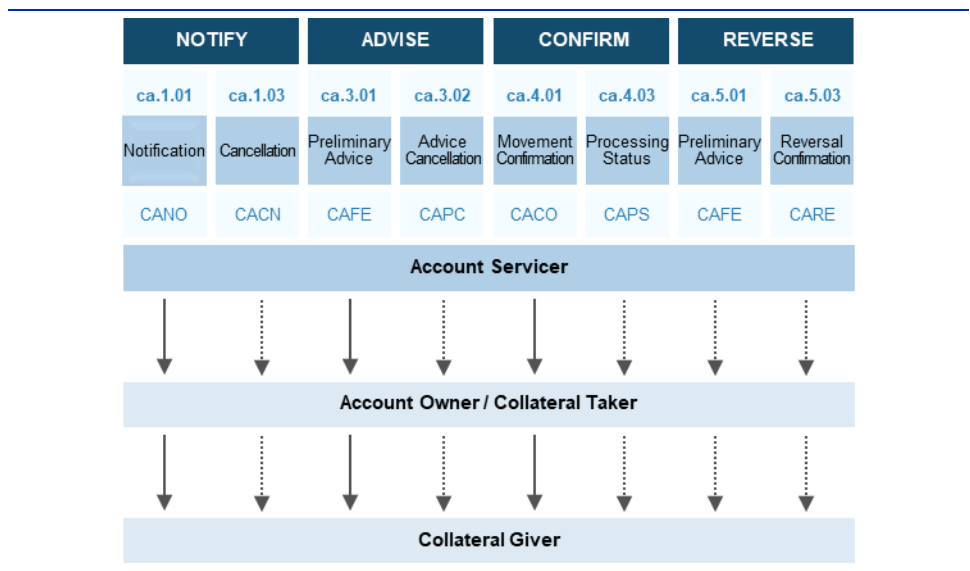 NOTIFY ADVISE CONFIRM REVERSE
ca.1.01 ca.1.03 ca.3.01 ca.3.02 ca.4.01 ca.4.03 ca.5.01 ca.5.03
Notification Cancellation Preliminary Advice Advice Cancellation Movement Confirmation Processing Status Preliminary Advice Reversal Confirmation
CANO CACN CAFE CAPC CACO CAPS CAFE CARE
Account Servicer
Account Owner / Collateral Taker
Collateral Giver